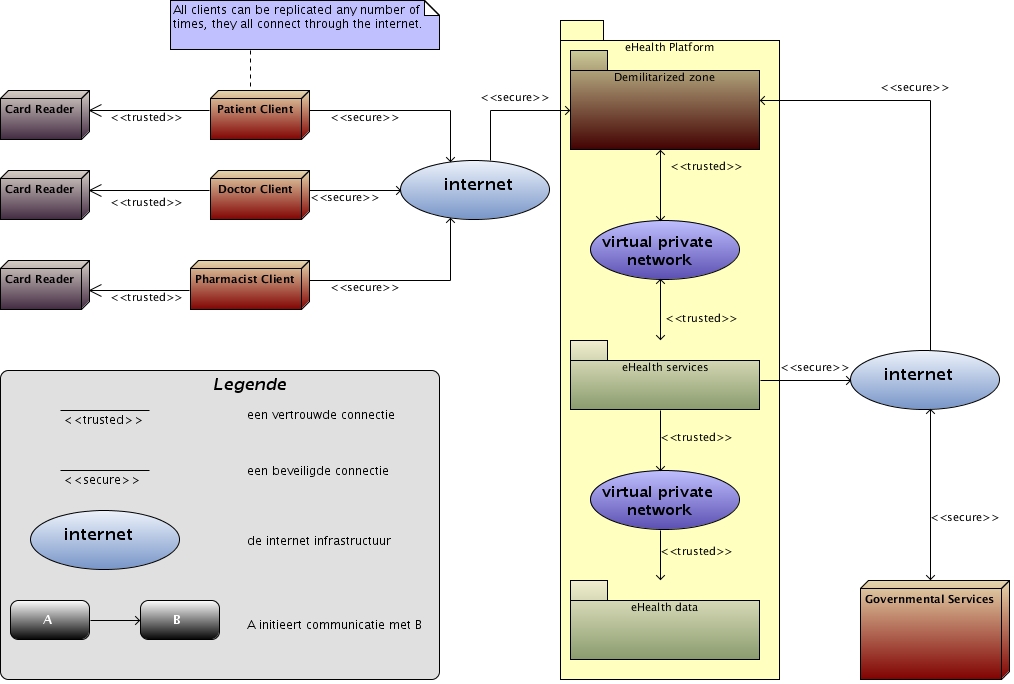 All clients can be replicated any number of
times, they all connect through the internet.
eHealth Platform
Demilitarized zone
<<secure>>
<<secure>>
Card Reader
<<trusted>>
Patient Client
<<secure>>
<<trusted>>
Card Reader
<<trusted>>
Doctor Client
<<secure>>
internet
virtual private
network
Card Reader
<<trusted>>
Pharmacist Client
<<secure>>
<<trusted>>
eHealth services
<<secure>>
internet
<<trusted>>
virtual private
network
<<secure>>
<<trusted>>
eHealth data
Governmental Services
Legende
<<trusted>>
een vertrouwde connectie
<<secure>>
een beveiligde connectie
internet
de internet infrastructuur
A
B
A initieert communicatie met B